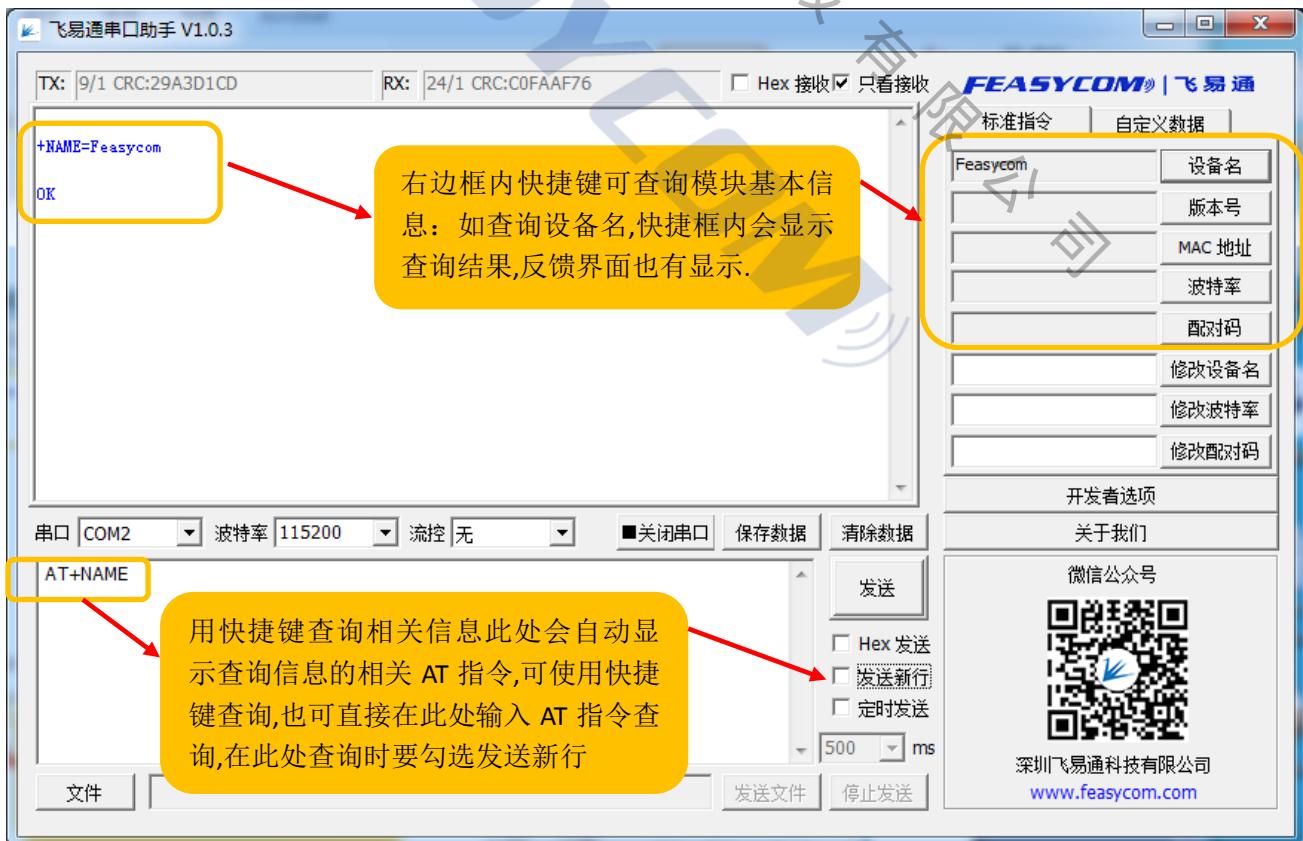 飞易通串口助手 V1.0.3
TX: 9/1 CRC:29A3D1CD
RX: 24/1 CRC:C0FAAF76
Hex 接收
只看接收
FEASYCOM | 飞易通
标准指令
自定义数据
+NAME=Feasycom
OK
右边框内快捷键可查询模块基本信
息：如查询设备名,快捷框内会显示
查询结果,反馈界面也有显示.
Feasycom
设备名
版本号
MAC 地址
波特率
配对码
修改设备名
修改波特率
修改配对码
开发者选项
关于我们
串口 COM2
波特率 115200
流控 无
■关闭串口
保存数据
清除数据
AT+NAME
用快捷键查询相关信息此处会自动显
示查询信息的相关 AT 指令,可使用快捷
键查询,也可直接在此处输入 AT 指令查
询,在此处查询时要勾选发送新行
发送
Hex 发送
发送新行
定时发送
500 ms
文件
发送文件
停止发送
微信公众号
深圳飞易通科技有限公司
www.feasycom.com
有限公司